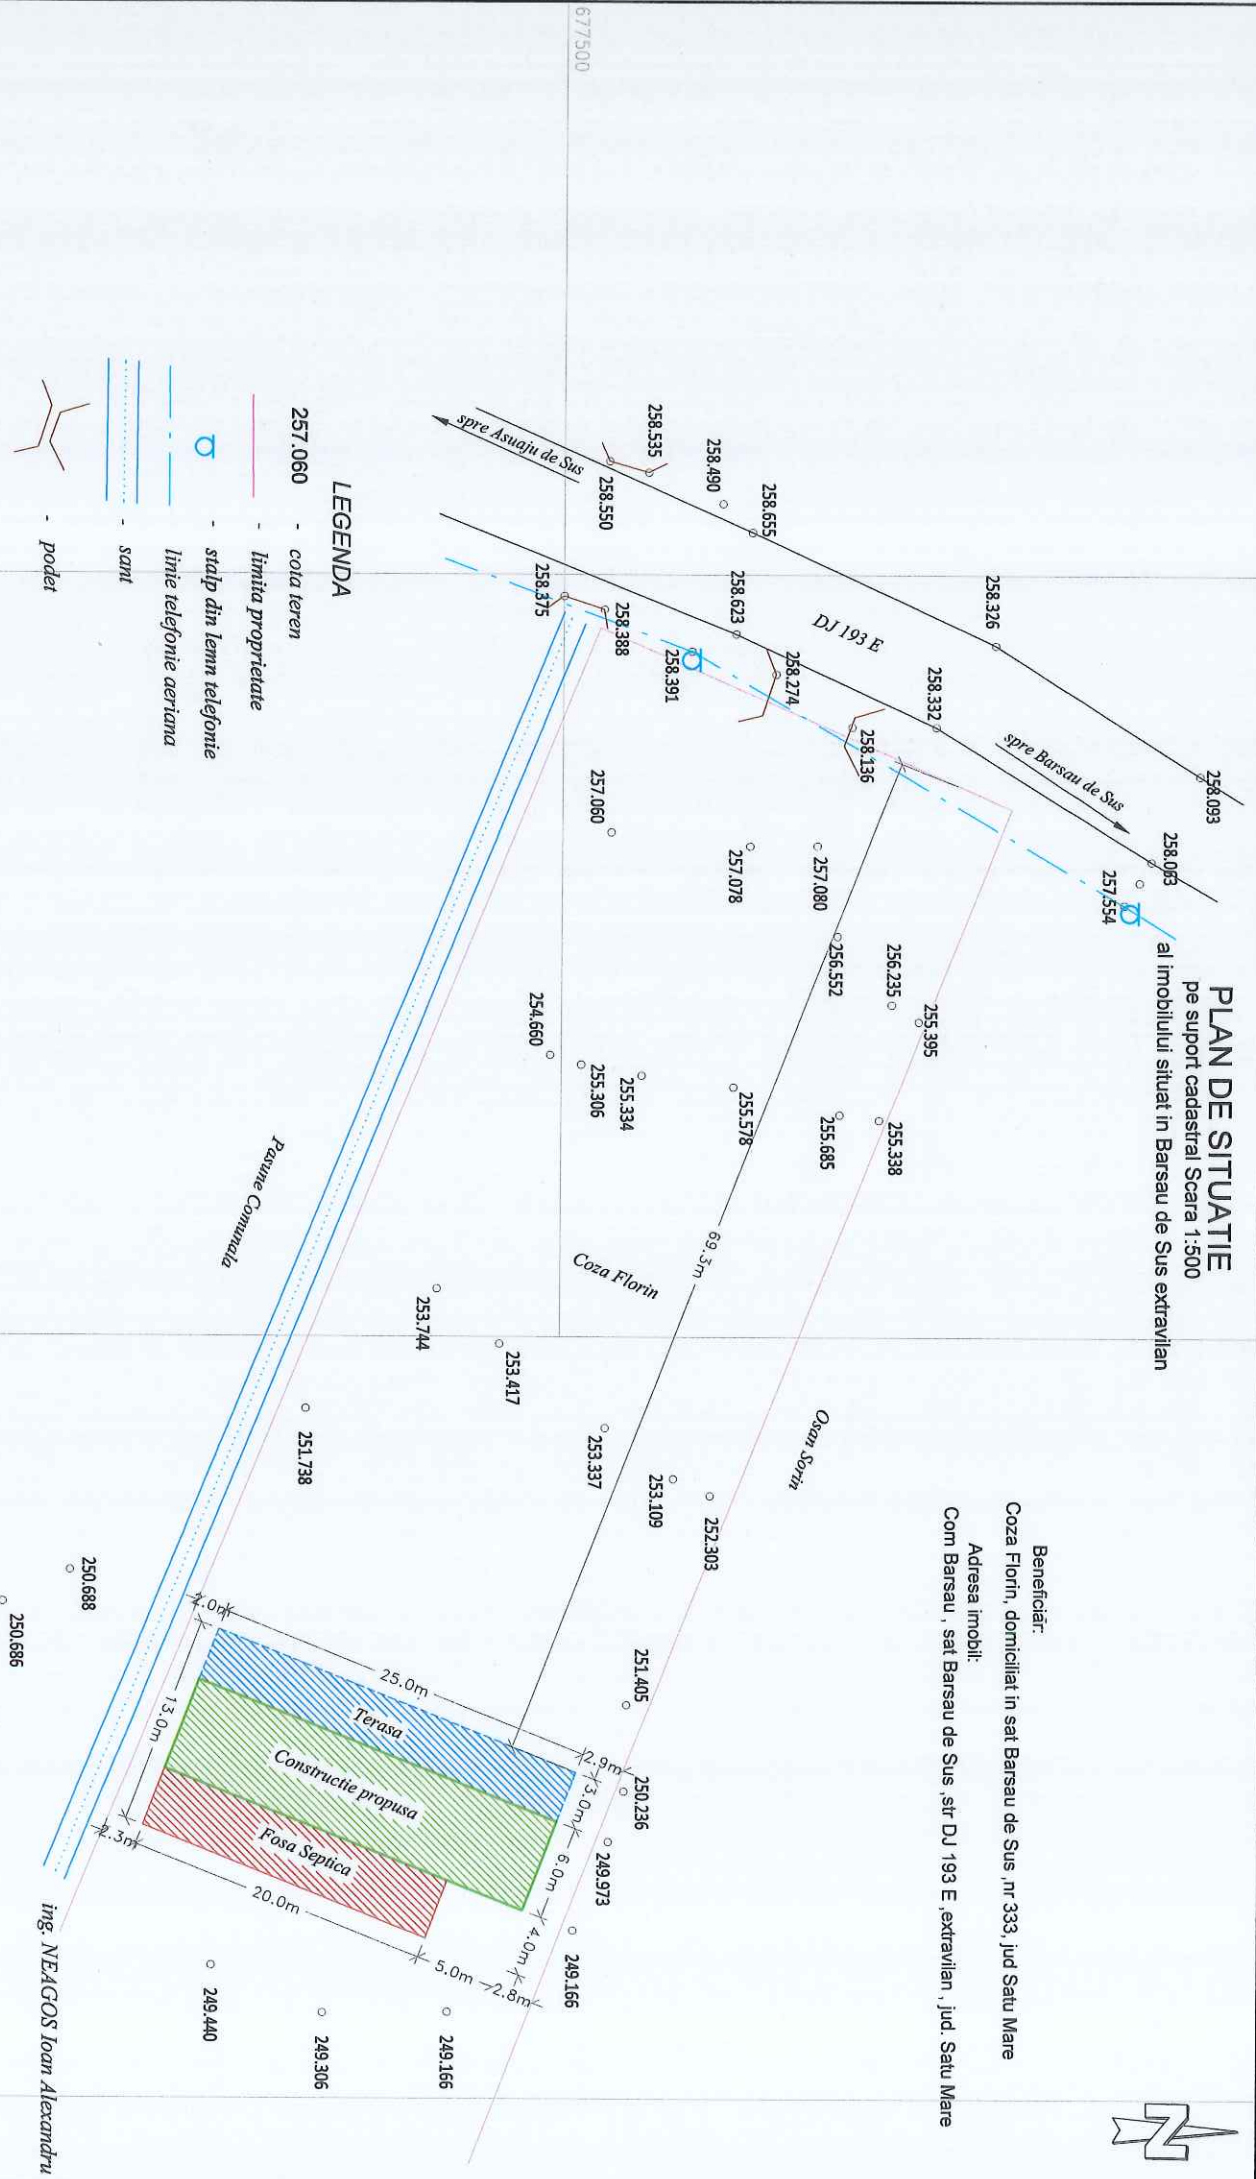 PLAN DE SITUATIE
pe suport cadastral Scara 1:500
al imobilului situat in Barsau de Sus extravilan
Beneficiar:
Coza Florin, domiciliat in sat Barsau de Sus ,nr 333, jud Satu Mare
Adresa imobil:
Com Barsau , sat Barsau de Sus ,str DJ 193 E ,extravilan , jud. Satu Mare
N
677500
258.093
258.083
257.554
spre Barsau de Sus
258.326
258.332
DJ 193 E
258.136
258.274
258.655
258.623
258.490
258.391
258.535
258.388
258.550
258.375
spre Asuaju de Sus
257.060
257.078
257.080
256.552
256.235
255.395
255.338
255.685
255.578
255.334
255.306
254.660
69.3m
Coza Florin
Osan Sorin
Pasune Comunala
253.744
253.417
253.337
253.109
252.303
251.738
251.405
250.236
249.973
249.166
249.166
249.306
249.440
250.688
250.686
2.0m
25.0m
2.9m
3.0m
6.0m
4.0m
13.0m
2.3m
20.0m
5.0m
2.8m
Terasa
Constructie propusa
Fosa Septica
LEGENDA
257.060 - cota teren
- limita proprietate
- stalp din lemn telefonie
linie telefonie aeriana
- sant
- podet
ing. NEAGOS Ioan Alexandru